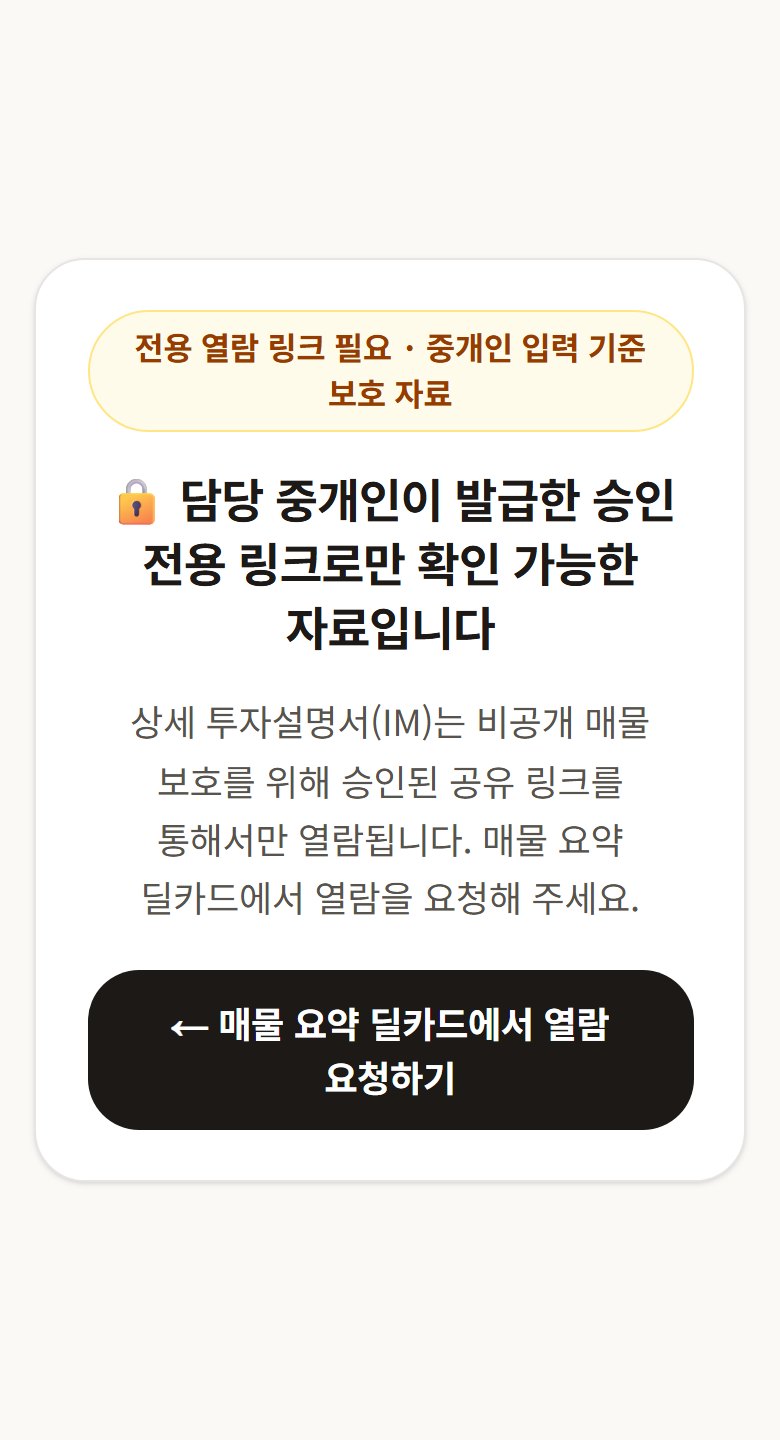 전용 열람 링크 필요 · 중개인 입력 기준
보호 자료
🔒 담당 중개인이 발급한 승인
전용 링크로만 확인 가능한
자료입니다
상세 투자설명서(IM)는 비공개 매물
보호를 위해 승인된 공유 링크를
통해서만 열람됩니다. 매물 요약
딜카드에서 열람을 요청해 주세요.
← 매물 요약 딜카드에서 열람
요청하기